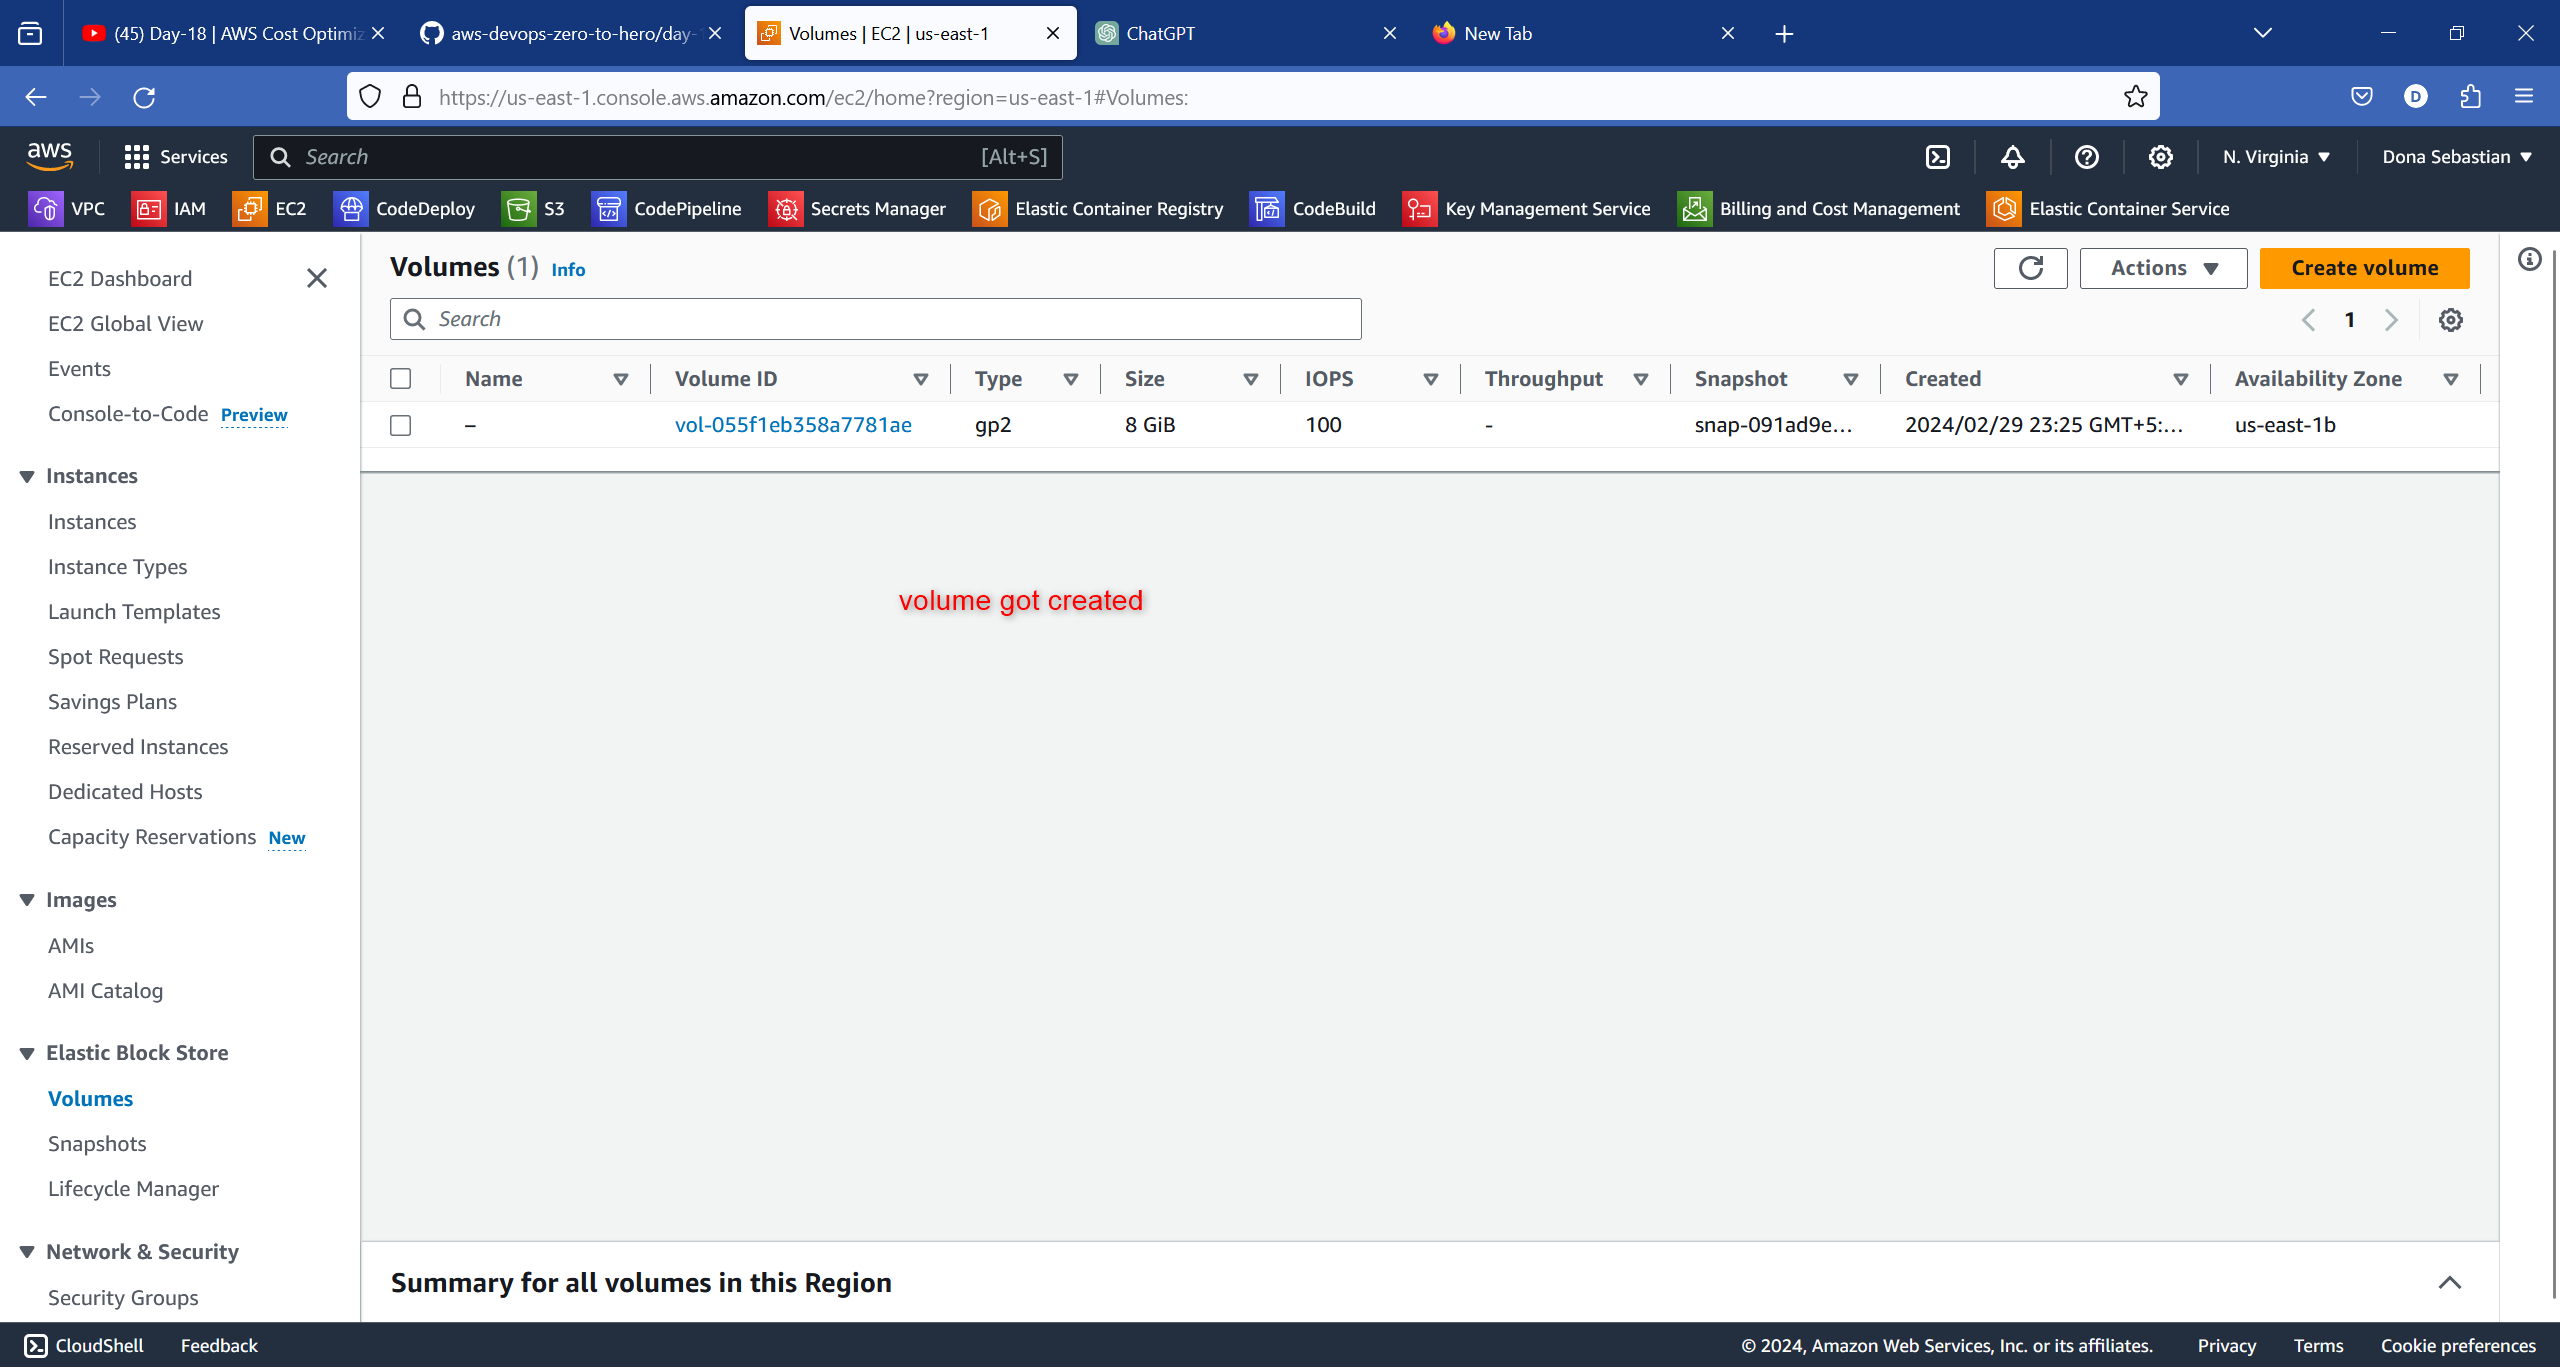 (45) Day-18 | AWS Cost Optimiz
aws-devops-zero-to-hero/day-
Volumes | EC2 | us-east-1
ChatGPT
New Tab
https://us-east-1.console.aws.amazon.com/ec2/home?region=us-east-1#Volumes:
D
aws
Services
Search
[Alt+S]
N. Virginia
Dona Sebastian
VPC
IAM
EC2
CodeDeploy
S3
CodePipeline
Secrets Manager
Elastic Container Registry
CodeBuild
Key Management Service
Billing and Cost Management
Elastic Container Service
EC2 Dashboard
EC2 Global View
Events
Console-to-Code Preview
Instances
Instances
Instance Types
Launch Templates
Spot Requests
Savings Plans
Reserved Instances
Dedicated Hosts
Capacity Reservations New
Images
AMIs
AMI Catalog
Elastic Block Store
Volumes
Snapshots
Lifecycle Manager
Network & Security
Security Groups
Volumes (1) Info
Actions
Create volume
Search
1
Name Volume ID Type Size IOPS Throughput Snapshot Created Availability Zone
– vol-055f1eb358a7781ae gp2 8 GiB 100 - snap-091ad9e... 2024/02/29 23:25 GMT+5:... us-east-1b
volume got created
Summary for all volumes in this Region
CloudShell
Feedback
© 2024, Amazon Web Services, Inc. or its affiliates.
Privacy
Terms
Cookie preferences